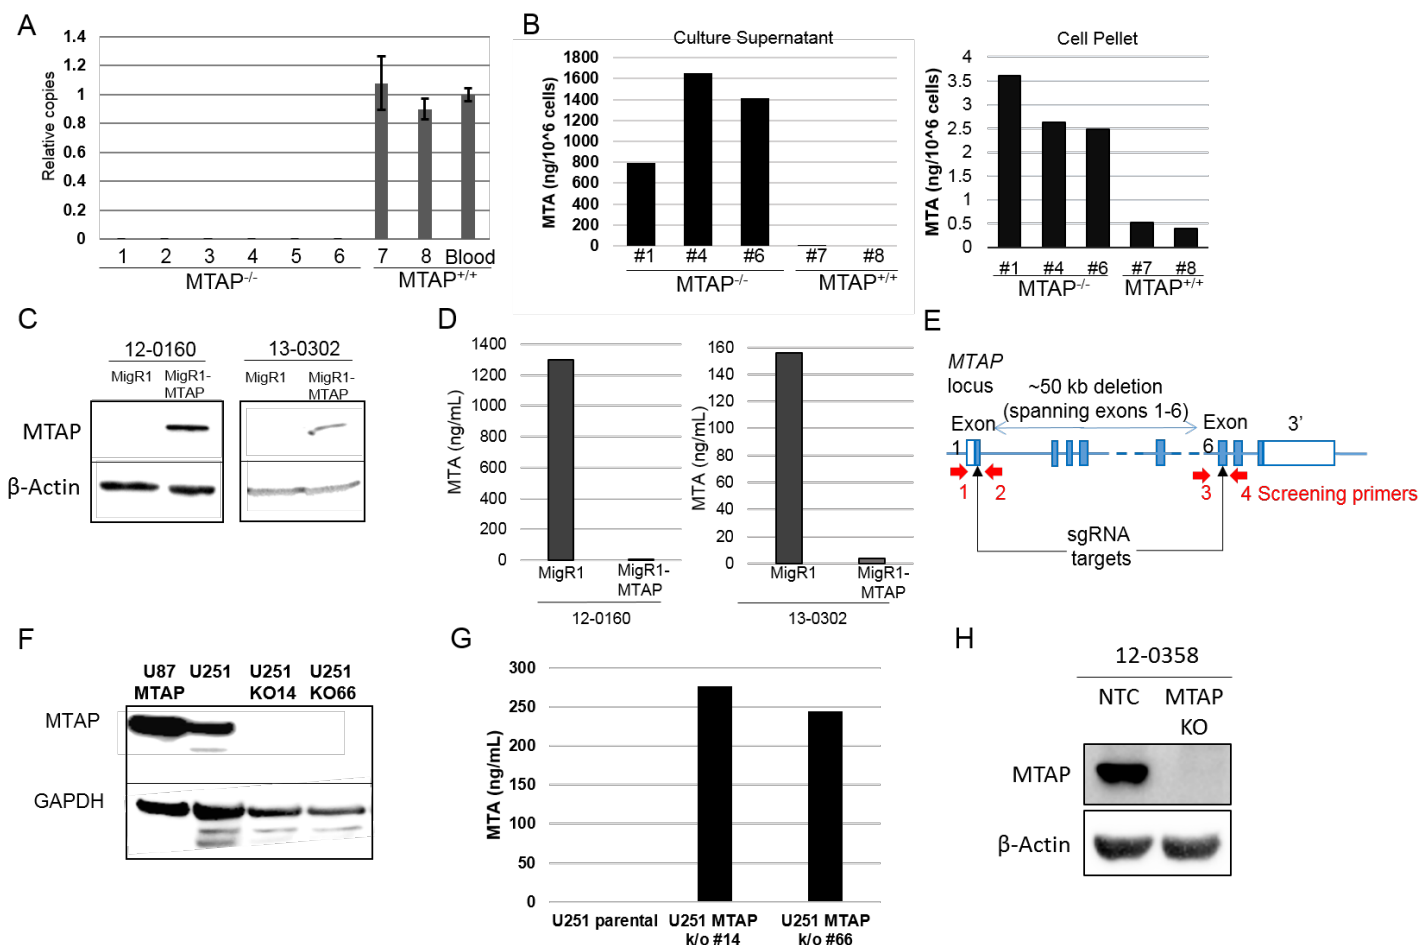 A
Relative copies
1.4
1.2
1
0.8
0.6
0.4
0.2
0
1 2 3 4 5 6 7 8 Blood
MTAP-/- MTAP+/+
B
Culture Supernatant
MTA (ng/10^6 cells)
1800
1600
1400
1200
1000
800
600
400
200
0
#1 #4 #6 #7 #8
MTAP-/- MTAP+/+
Cell Pellet
MTA (ng/10^6 cells)
4
3.5
3
2.5
2
1.5
1
0.5
0
#1 #4 #6 #7 #8
MTAP-/- MTAP+/+
C
12-0160 13-0302
MigR1 MigR1-
MTAP
MigR1 MigR1-
MTAP
MTAP
β-Actin
D
MTA (ng/mL)
1400
1200
1000
800
600
400
200
0
MigR1 MigR1-
MTAP
12-0160
MTA (ng/mL)
160
140
120
100
80
60
40
20
0
MigR1 MigR1-
MTAP
13-0302
E
MTAP
locus
~50 kb deletion
(spanning exons 1-6)
Exon
1
Exon
6
3’
1 2 3 4 Screening primers
sgRNA
targets
F
U87
MTAP
U251
U251
KO14
U251
KO66
MTAP
GAPDH
G
MTA (ng/mL)
300
250
200
150
100
50
0
U251 parental
U251 MTAP
k/o #14
U251 MTAP
k/o #66
H
12-0358
NTC MTAP
KO
MTAP
β-Actin